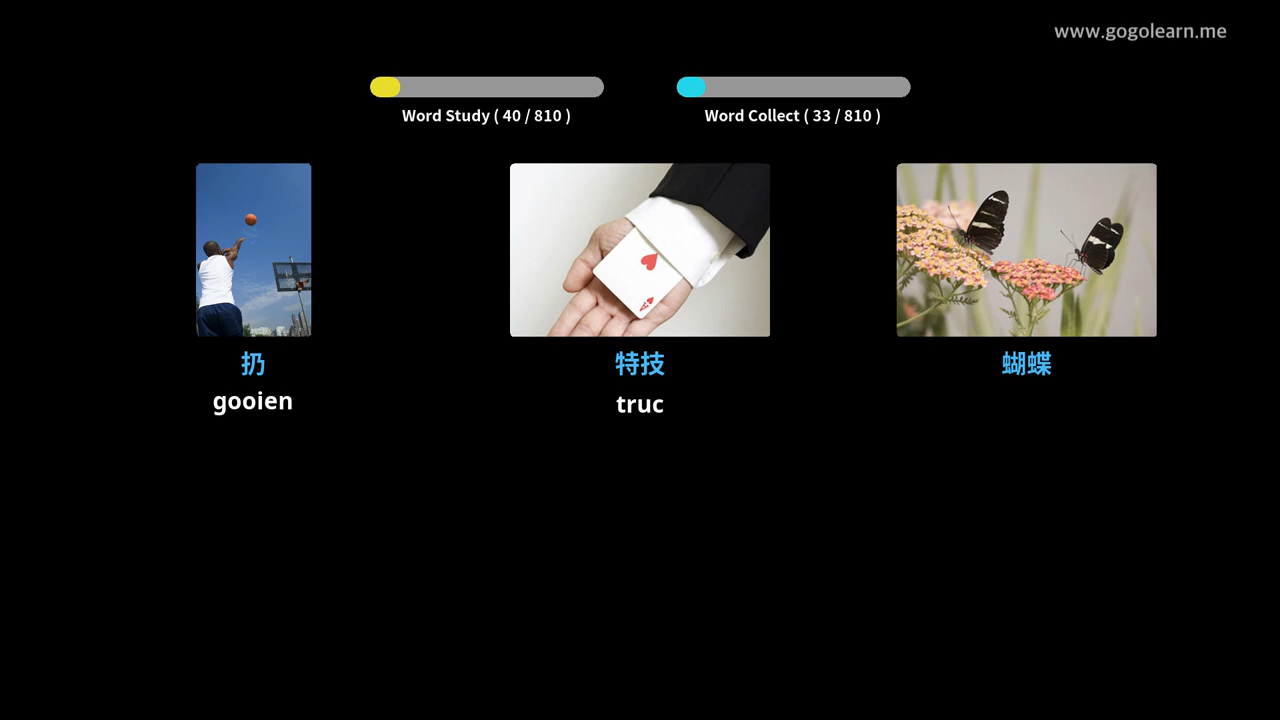 www.gogolearn.me
Word Study ( 40 / 810 )
Word Collect ( 33 / 810 )
扔
gooien
特技
truc
蝴蝶